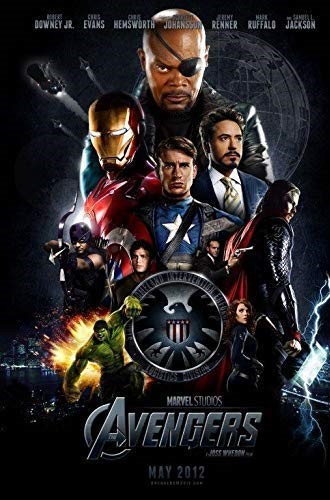 ROBERT DOWNEY JR. CHRIS EVANS CHRIS HEMSWORTH JOHANSSON JEREMY RENNER MARK RUFFALO AND SAMUEL L. JACKSON
MARVEL STUDIOS
AVENGERS
A JOSS WHEDON FILM
MAY 2012